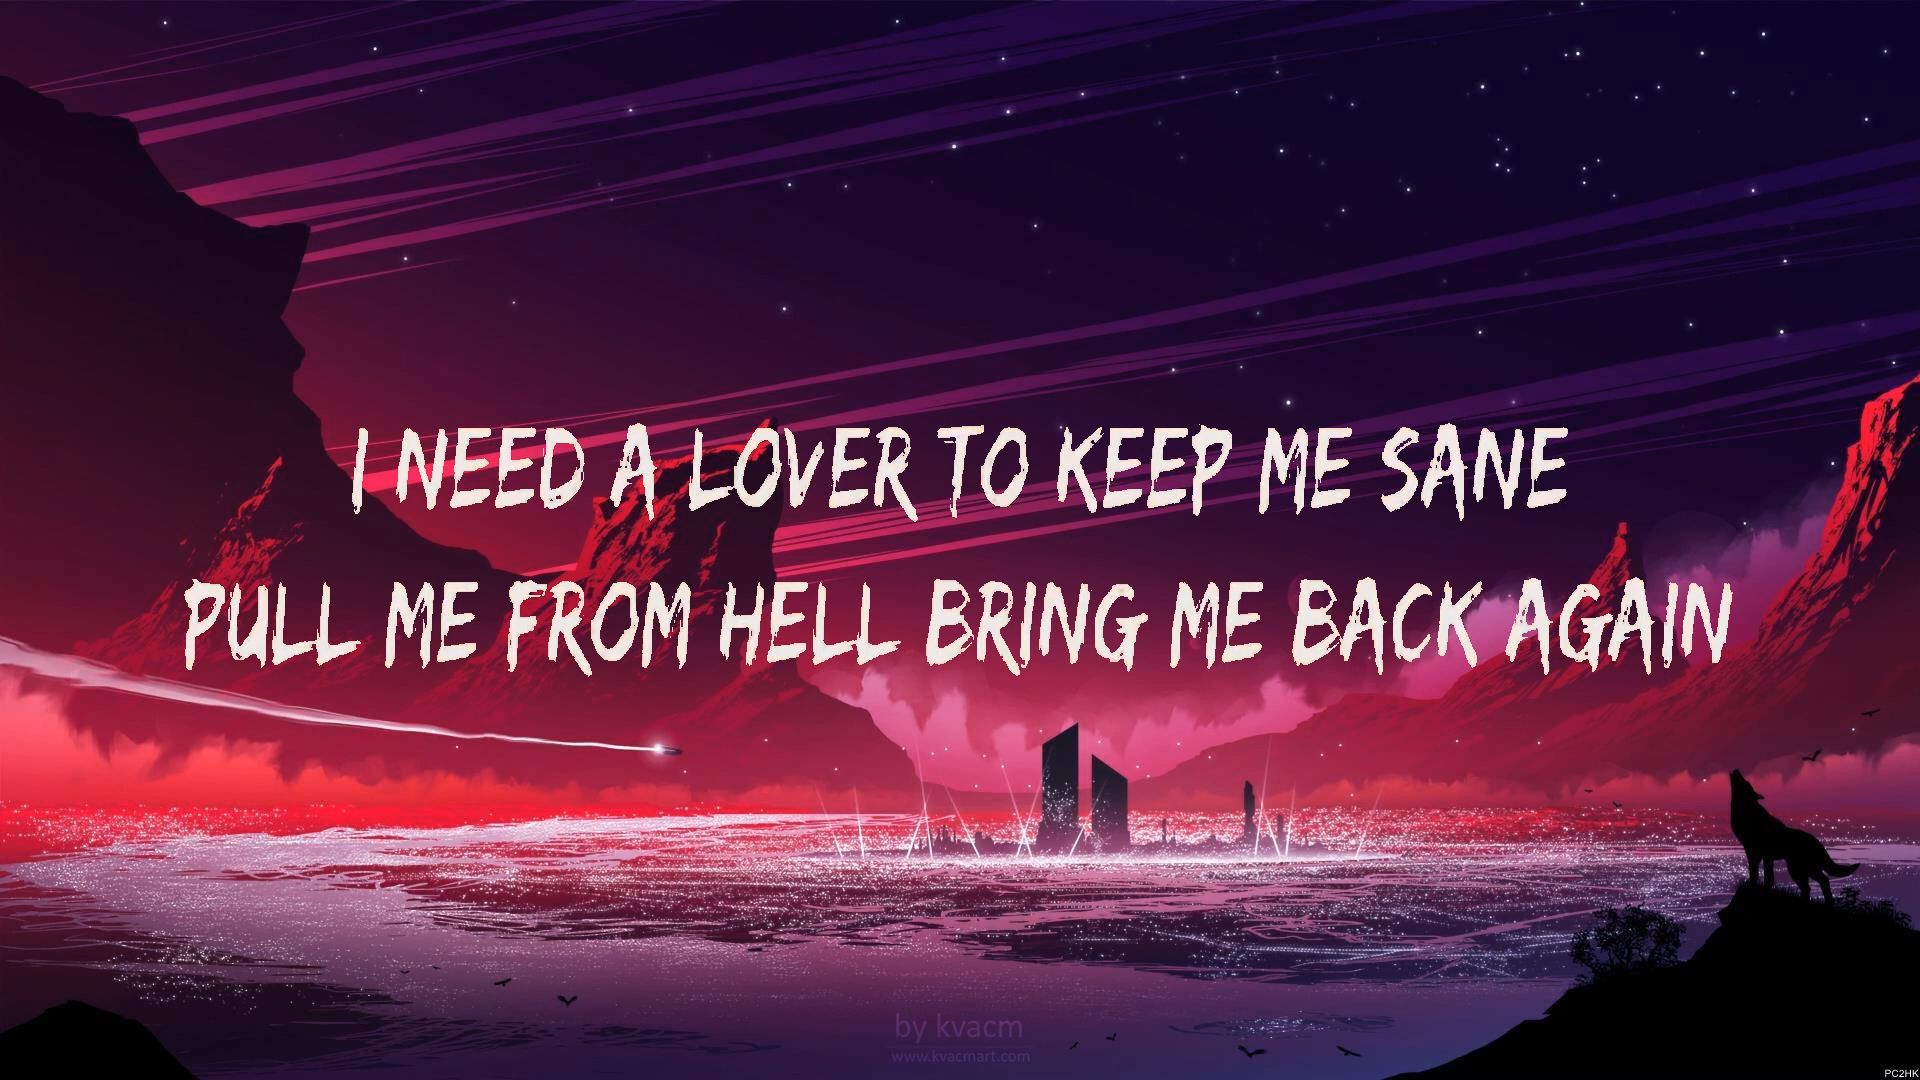 I NEED A LOVER TO KEEP ME SANE
PULL ME FROM HELL BRING ME BACK AGAIN
by kvacm
www.kvacmart.com
PC2HK